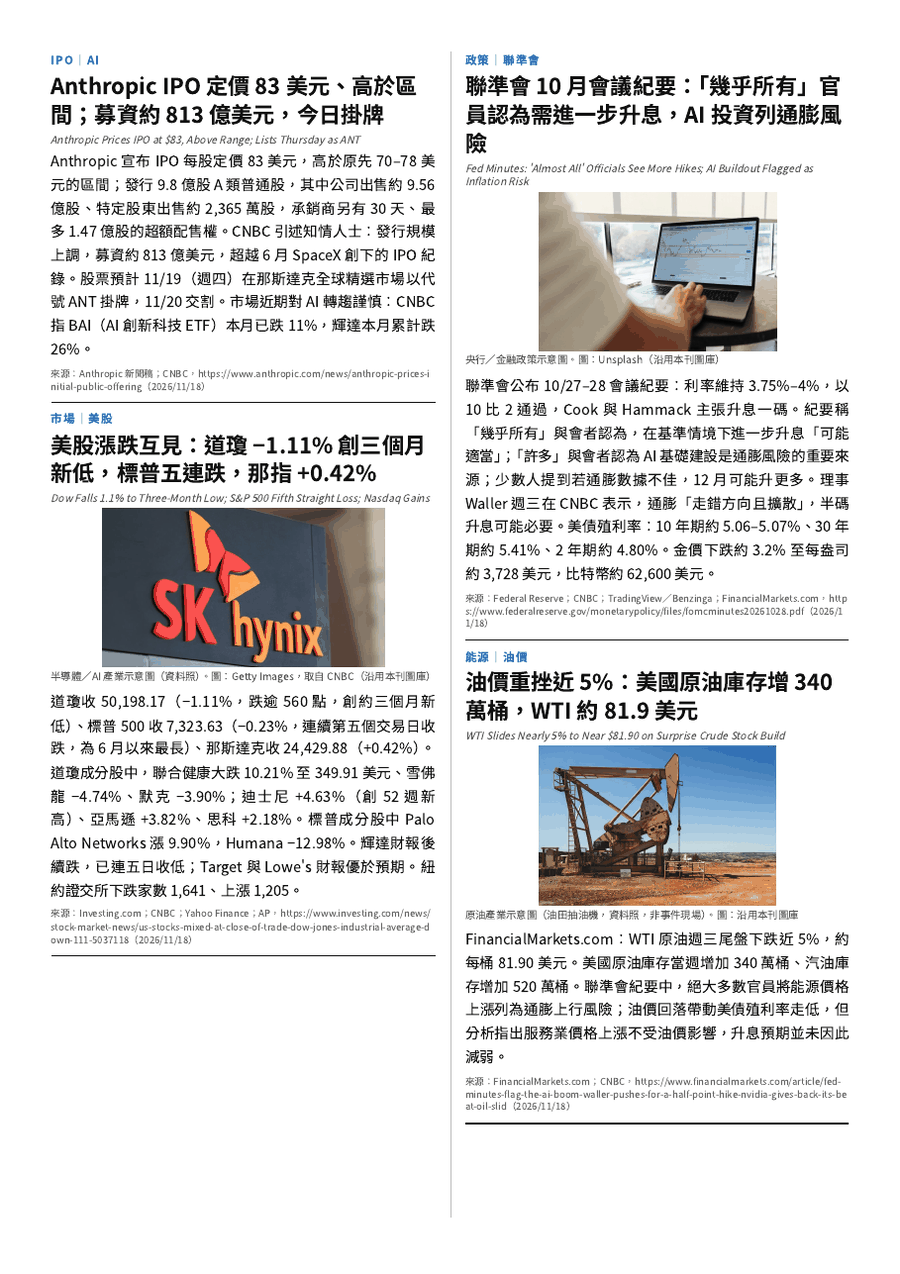 IPO｜AI
Anthropic IPO 定價 83 美元、高於區
間；募資約 813 億美元，今日掛牌
Anthropic Prices IPO at $83, Above Range; Lists Thursday as ANT
Anthropic 宣布 IPO 每股定價 83 美元，高於原先 70–78 美
元的區間；發行 9.8 億股 A 類普通股，其中公司出售約 9.56
億股、特定股東出售約 2,365 萬股，承銷商另有 30 天、最
多 1.47 億股的超額配售權。CNBC 引述知情人士：發行規模
上調，募資約 813 億美元，超越 6 月 SpaceX 創下的 IPO 紀
錄。股票預計 11/19（週四）在那斯達克全球精選市場以代
號 ANT 掛牌，11/20 交割。市場近期對 AI 轉趨謹慎：CNBC
指 BAI（AI 創新科技 ETF）本月已跌 11%，輝達本月累計跌
26%。
來源：Anthropic 新聞稿；CNBC，https://www.anthropic.com/news/anthropic-prices-i
nitial-public-offering（2026/11/18）
市場｜美股
美股漲跌互見：道瓊 −1.11% 創三個月
新低，標普五連跌，那指 +0.42%
Dow Falls 1.1% to Three-Month Low; S&P 500 Fifth Straight Loss; Nasdaq Gains
SK hynix
半導體／AI 產業示意圖（資料照）。圖：Getty Images，取自 CNBC（沿用本刊圖庫）
道瓊收 50,198.17（−1.11%，跌逾 560 點，創約三個月新
低）、標普 500 收 7,323.63（−0.23%，連續第五個交易日收
跌，為 6 月以來最長）、那斯達克收 24,429.88（+0.42%）。
道瓊成分股中，聯合健康大跌 10.21% 至 349.91 美元、雪佛
龍 −4.74%、默克 −3.90%；迪士尼 +4.63%（創 52 週新
高）、亞馬遜 +3.82%、思科 +2.18%。標普成分股中 Palo
Alto Networks 漲 9.90%，Humana −12.98%。輝達財報後
續跌，已連五日收低；Target 與 Lowe's 財報優於預期。紐
約證交所下跌家數 1,641、上漲 1,205。
來源：Investing.com；CNBC；Yahoo Finance；AP，https://www.investing.com/news/
stock-market-news/us-stocks-mixed-at-close-of-trade-dow-jones-industrial-average-d
own-111-5037118（2026/11/18）
政策｜聯準會
聯準會 10 月會議紀要：「幾乎所有」官
員認為需進一步升息，AI 投資列通膨風
險
Fed Minutes: 'Almost All' Officials See More Hikes; AI Buildout Flagged as
Inflation Risk
央行／金融政策示意圖。圖：Unsplash（沿用本刊圖庫）
聯準會公布 10/27–28 會議紀要：利率維持 3.75%–4%，以
10 比 2 通過，Cook 與 Hammack 主張升息一碼。紀要稱
「幾乎所有」與會者認為，在基準情境下進一步升息「可能
適當」；「許多」與會者認為 AI 基礎建設是通膨風險的重要來
源；少數人提到若通膨數據不佳，12 月可能升更多。理事
Waller 週三在 CNBC 表示，通膨「走錯方向且擴散」，半碼
升息可能必要。美債殖利率：10 年期約 5.06–5.07%、30 年
期約 5.41%、2 年期約 4.80%。金價下跌約 3.2% 至每盎司
約 3,728 美元，比特幣約 62,600 美元。
來源：Federal Reserve；CNBC；TradingView／Benzinga；FinancialMarkets.com，http
s://www.federalreserve.gov/monetarypolicy/files/fomcminutes20261028.pdf（2026/1
1/18）
能源｜油價
油價重挫近 5%：美國原油庫存增 340
萬桶，WTI 約 81.9 美元
WTI Slides Nearly 5% to Near $81.90 on Surprise Crude Stock Build
原油產業示意圖（油田抽油機，資料照，非事件現場）。圖：沿用本刊圖庫
FinancialMarkets.com：WTI 原油週三尾盤下跌近 5%，約
每桶 81.90 美元。美國原油庫存當週增加 340 萬桶、汽油庫
存增加 520 萬桶。聯準會紀要中，絕大多數官員將能源價格
上漲列為通膨上行風險；油價回落帶動美債殖利率走低，但
分析指出服務業價格上漲不受油價影響，升息預期並未因此
減弱。
來源：FinancialMarkets.com；CNBC，https://www.financialmarkets.com/article/fed-
minutes-flag-the-ai-boom-waller-pushes-for-a-half-point-hike-nvidia-gives-back-its-be
at-oil-slid（2026/11/18）